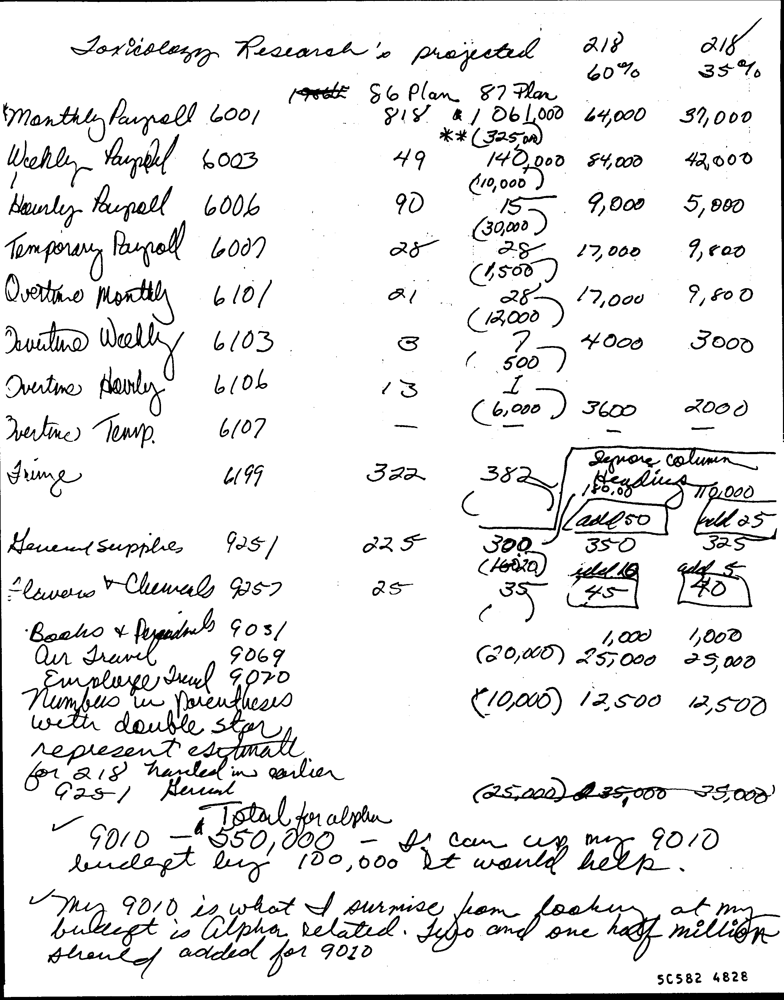 Toxicology Research's projected 218 218
60% 35%
86 Plan 87 Plan
Monthly Payroll 6001 818 1 061,000 64,000 37,000
**(325,000)
Weekly Payroll 6003 49 140,000 84,000 42,000
(10,000)
Hourly Payroll 6006 90 15 9,000 5,000
(30,000)
Temporary Payroll 6007 28 28 17,000 9,800
(1,500)
Overtime Monthly 6101 21 28 17,000 9,800
(12,000)
Overtime Weekly 6103 3 7 4000 3000
( 500 )
Overtime Hourly 6106 13 1
(6,000) 3600 2000
Overtime Temp. 6107 — — — —
Fringe 6199 322 382
Ignore column
Headings
180,00 110,000
( )
add 50 add 25
General supplies 9251 225 300 350 325
add 10 add 5
Flavors & Chemicals 9257 25 35 45 40
( )
Books & Periodicals 9031 1,000 1,000
Air Travel 9069 (20,000) 25,000 25,000
Employee Travel 9070
Numbers in parentheses (10,000) 12,500 12,500
with double star
represent estimate
for 218 handed in earlier
9251 (25,000) 35,000 35,000
Total for alpha
✓ 9010 — $550,000 — If can up my 9010
budget by 100,000 it would help.
✓ My 9010 is what I surmise from looking at my
budget is Alpha related. Two and one half million
should added for 9010
50582 4828